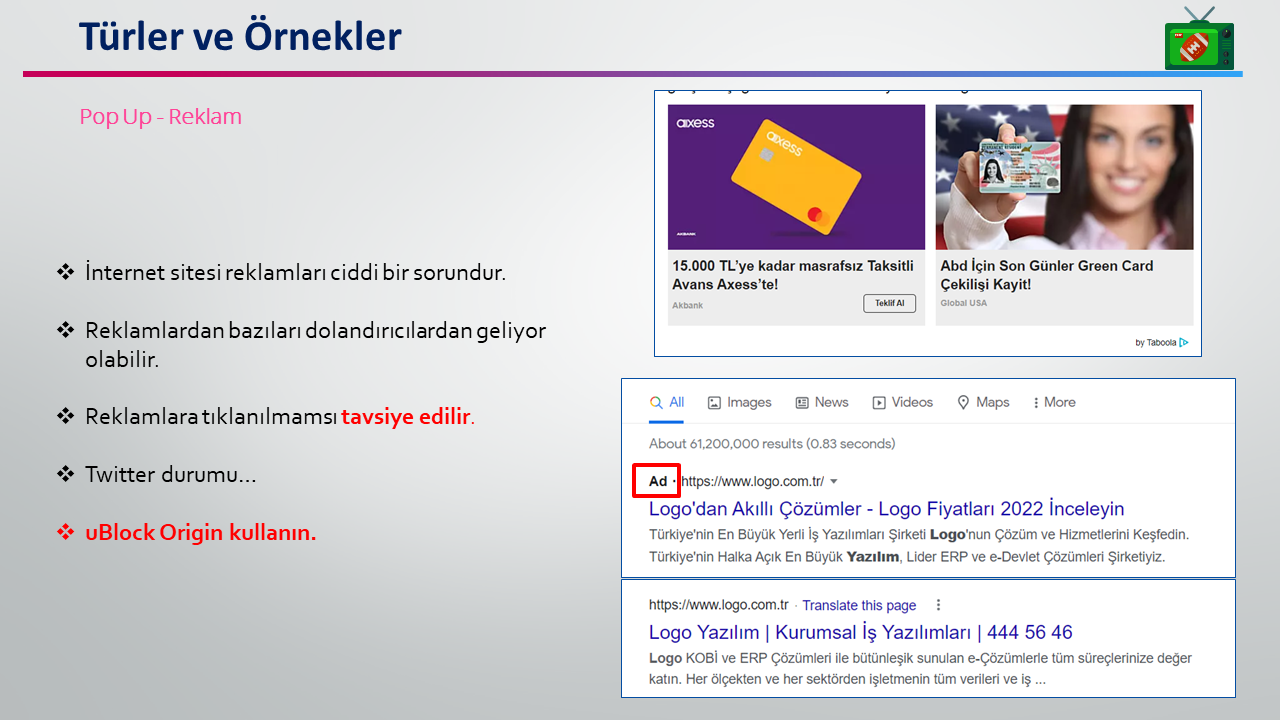 Türler ve Örnekler
Pop Up - Reklam
❖ İnternet sitesi reklamları ciddi bir sorundur.
❖ Reklamlardan bazıları dolandırıcılardan geliyor
olabilir.
❖ Reklamlara tıklanılmamsı tavsiye edilir.
❖ Twitter durumu…
❖ uBlock Origin kullanın.
axess
axess
AKBANK
15.000 TL'ye kadar masrafsız Taksitli
Avans Axess'te!
Akbank
Teklif Al
Abd İçin Son Günler Green Card
Çekilişi Kayit!
Global USA
by Taboola
All Images News Videos Maps More
About 61,200,000 results (0.83 seconds)
Ad · https://www.logo.com.tr/
Logo'dan Akıllı Çözümler - Logo Fiyatları 2022 İnceleyin
Türkiye'nin En Büyük Yerli İş Yazılımları Şirketi Logo'nun Çözüm ve Hizmetlerini Keşfedin.
Türkiye'nin Halka Açık En Büyük Yazılım, Lider ERP ve e-Devlet Çözümleri Şirketiyiz.
https://www.logo.com.tr · Translate this page
Logo Yazılım | Kurumsal İş Yazılımları | 444 56 46
Logo KOBİ ve ERP Çözümleri ile bütünleşik sunulan e-Çözümlerle tüm süreçlerinize değer
katın. Her ölçekten ve her sektörden işletmenin tüm verileri ve iş ...